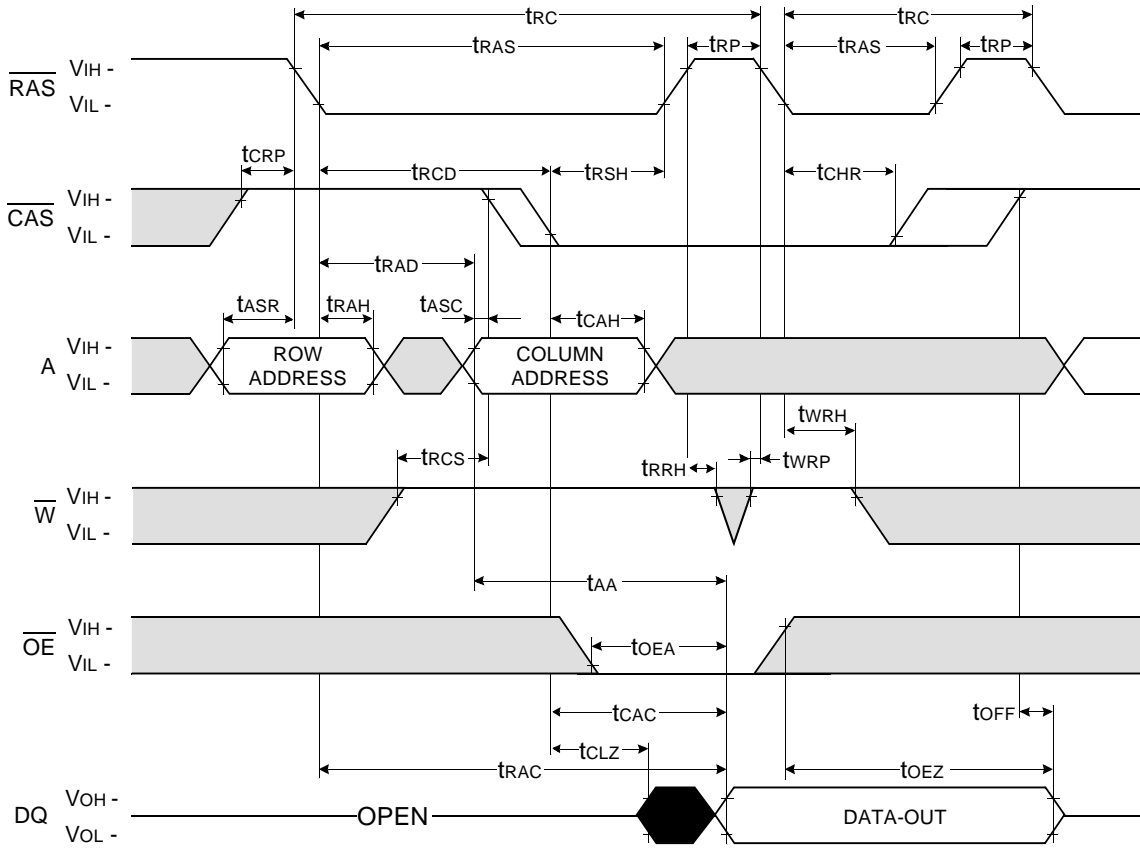 tRC tRC
tRAS tRP tRAS tRP
RAS VIH -
VIL -
tCRP tRCD tRSH tCHR
CAS VIH -
VIL -
tRAD
tASR tRAH tASC tCAH
A VIH -
VIL -
ROW
ADDRESS
COLUMN
ADDRESS
tWRH
tRCS tRRH tWRP
W VIH -
VIL -
tAA
OE VIH -
VIL -
tOEA
tCAC tOFF
tCLZ
tRAC tOEZ
DQ VOH -
VOL -
OPEN DATA-OUT